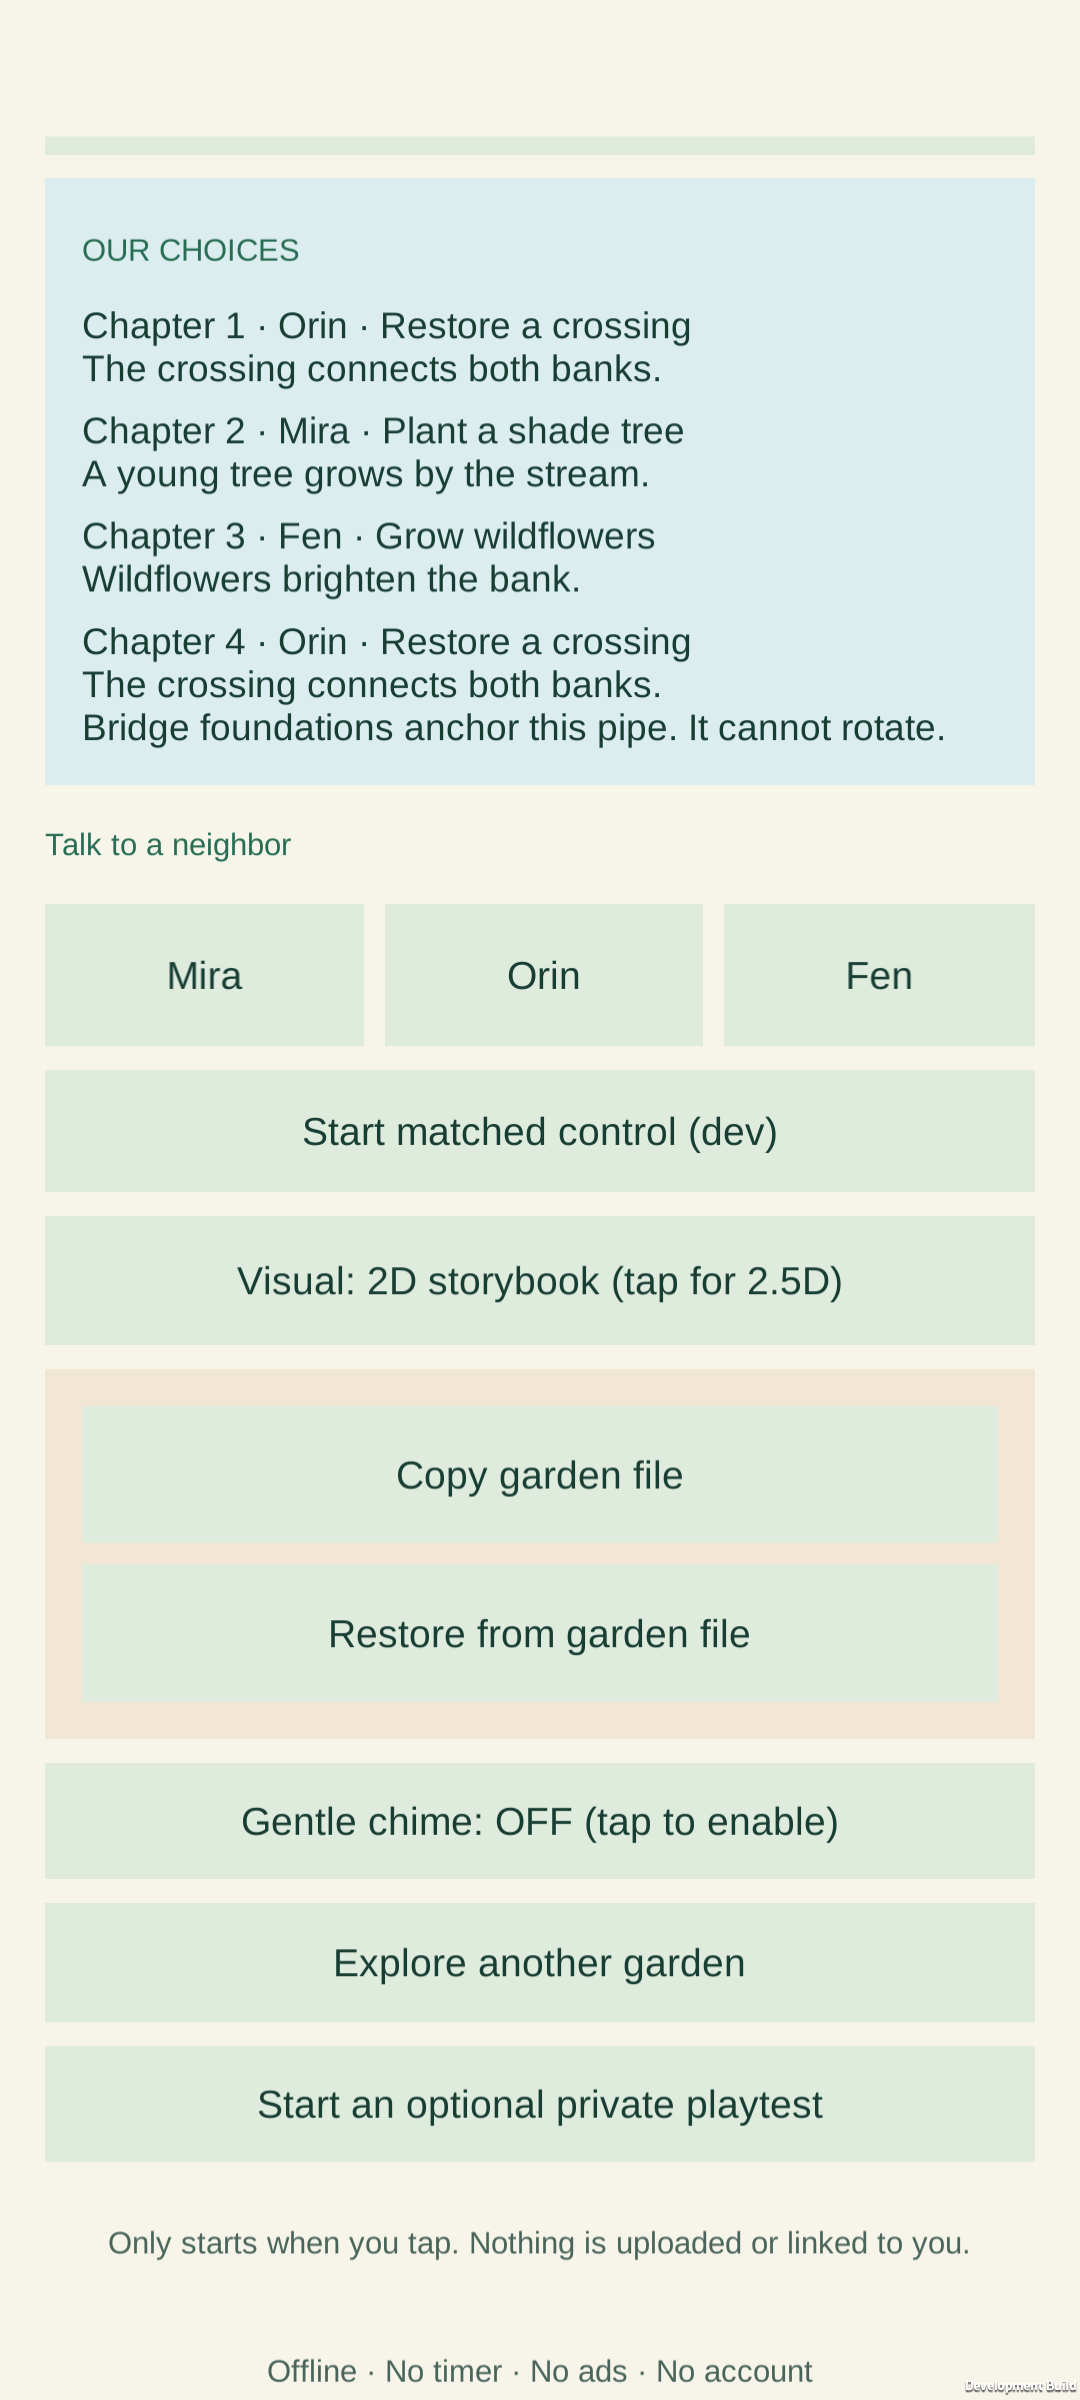 OUR CHOICES
Chapter 1 · Orin · Restore a crossing
The crossing connects both banks.
Chapter 2 · Mira · Plant a shade tree
A young tree grows by the stream.
Chapter 3 · Fen · Grow wildflowers
Wildflowers brighten the bank.
Chapter 4 · Orin · Restore a crossing
The crossing connects both banks.
Bridge foundations anchor this pipe. It cannot rotate.
Talk to a neighbor
Mira
Orin
Fen
Start matched control (dev)
Visual: 2D storybook (tap for 2.5D)
Copy garden file
Restore from garden file
Gentle chime: OFF (tap to enable)
Explore another garden
Start an optional private playtest
Only starts when you tap. Nothing is uploaded or linked to you.
Offline · No timer · No ads · No account
Development Build